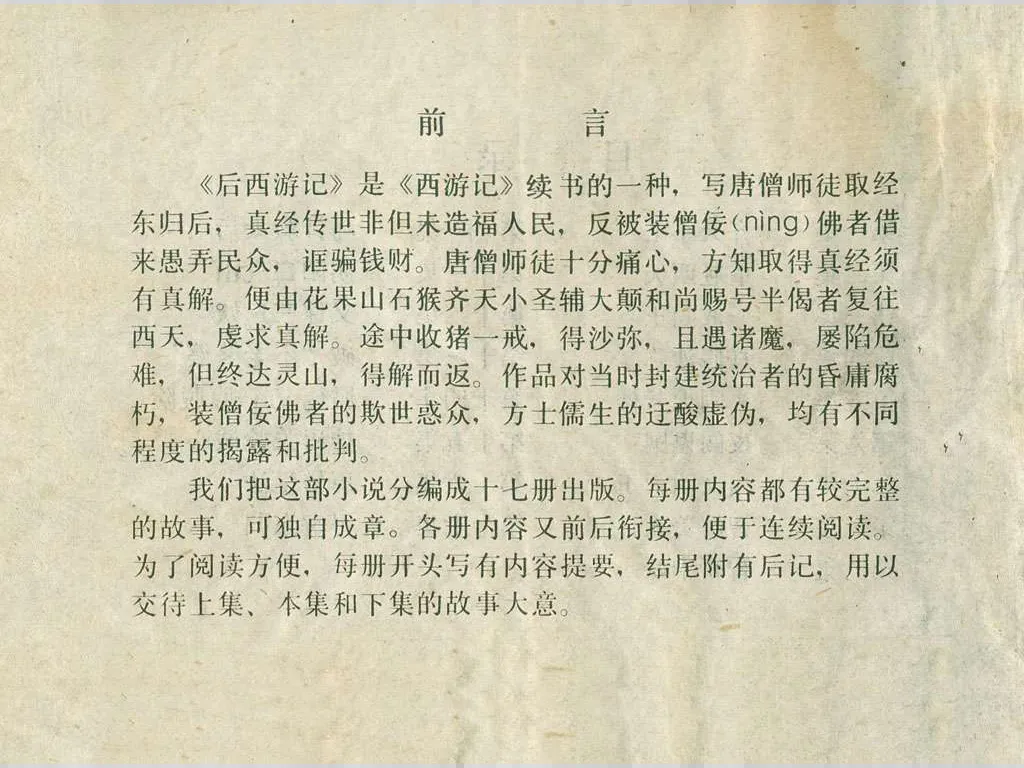 前 言
《后西游记》是《西游记》续书的一种，写唐僧师徒取经
东归后，真经传世非但未造福人民，反被装僧佞(nìng)佛者借
来愚弄民众，诓骗钱财。唐僧师徒十分痛心，方知取得真经须
有真解。便由花果山石猴齐天小圣辅大颠和尚赐号半偈者复往
西天，虔求真解。途中收猪一戒，得沙弥，且遇诸魔，屡陷危
难，但终达灵山，得解而返。作品对当时封建统治者的昏庸腐
朽，装僧佞佛者的欺世惑众，方士儒生的迂酸虚伪，均有不同
程度的揭露和批判。
我们把这部小说分编成十七册出版。每册内容都有较完整
的故事，可独自成章。各册内容又前后衔接，便于连续阅读。
为了阅读方便，每册开头写有内容提要，结尾附有后记，用以
交待上集、本集和下集的故事大意。